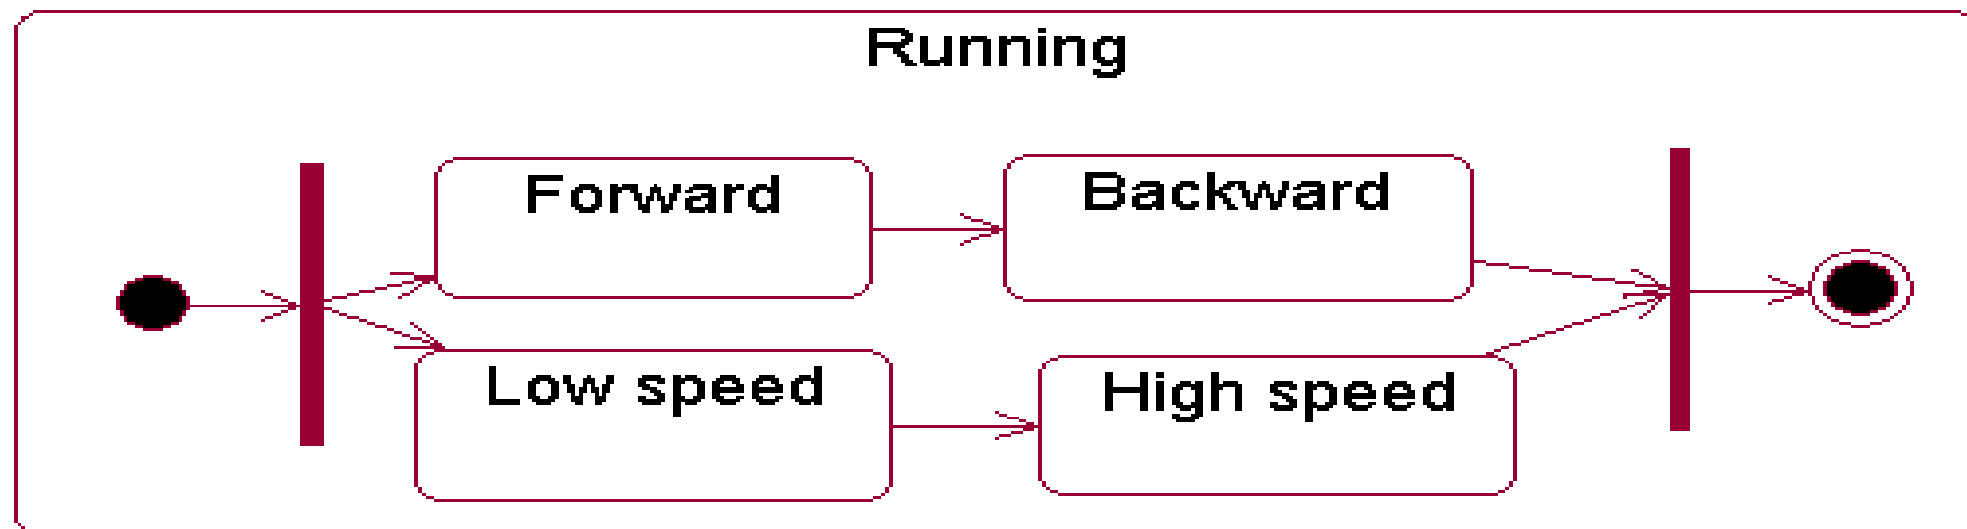 Running
Forward
Backward
Low speed
High speed